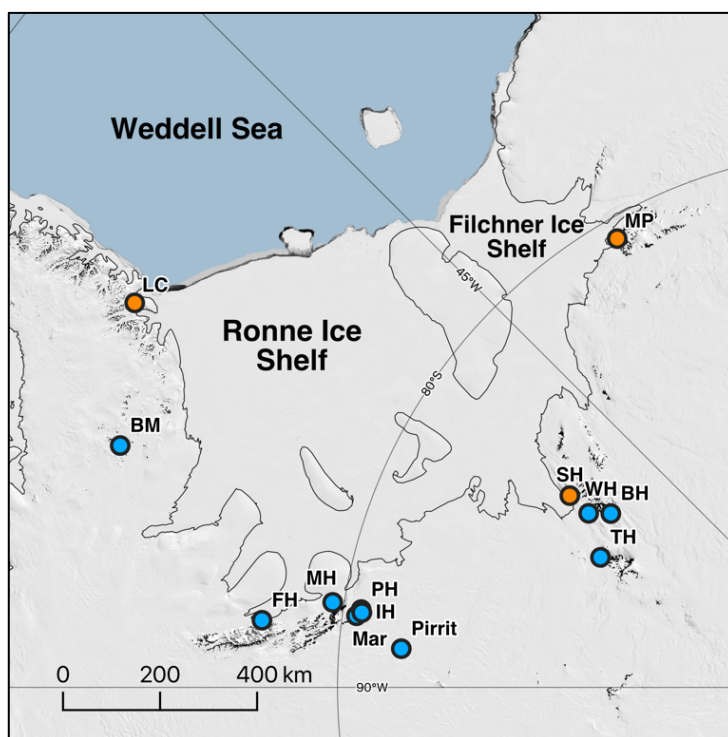 Weddell Sea
Filchner Ice
Shelf
MP
45°W
LC
Ronne Ice
Shelf
80°S
BM
SH
WH
BH
TH
MH
PH
FH
IH
Mar
Pirrit
0
200
400 km
90°W